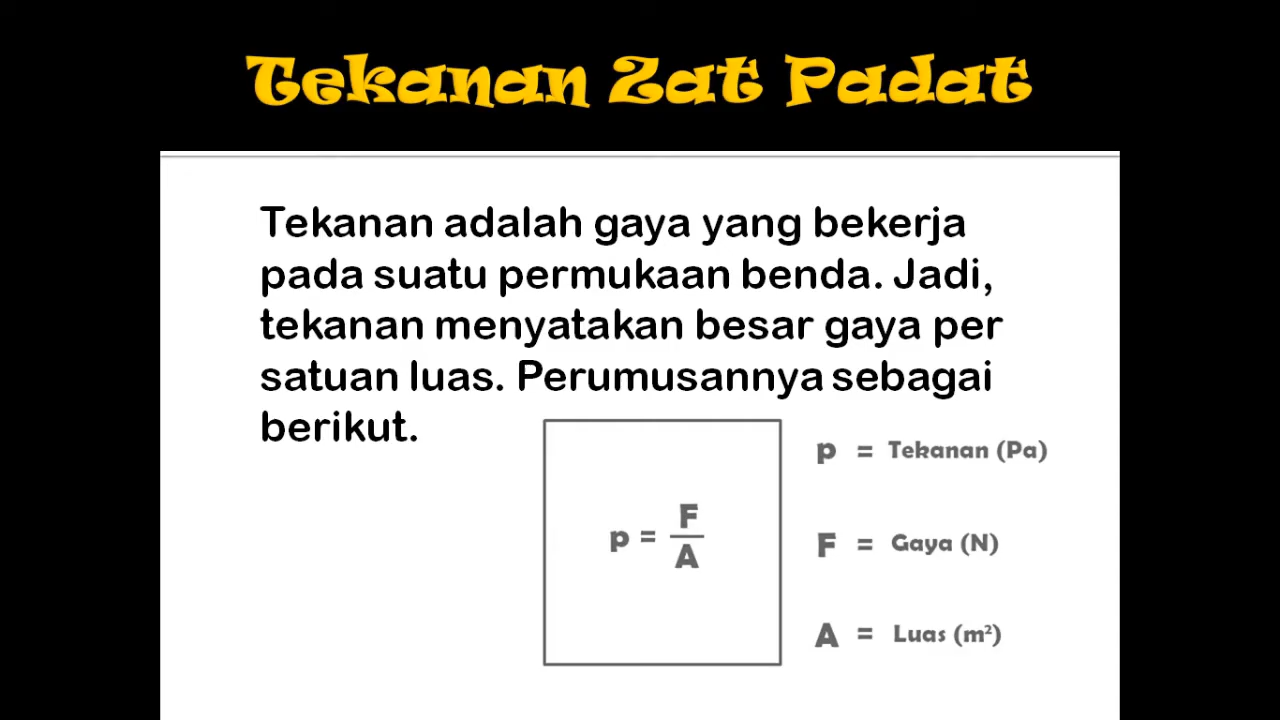 Tekanan Zat Padat
Tekanan adalah gaya yang bekerja
pada suatu permukaan benda. Jadi,
tekanan menyatakan besar gaya per
satuan luas. Perumusannya sebagai
berikut.
p = F/A
p = Tekanan (Pa)
F = Gaya (N)
A = Luas (m²)